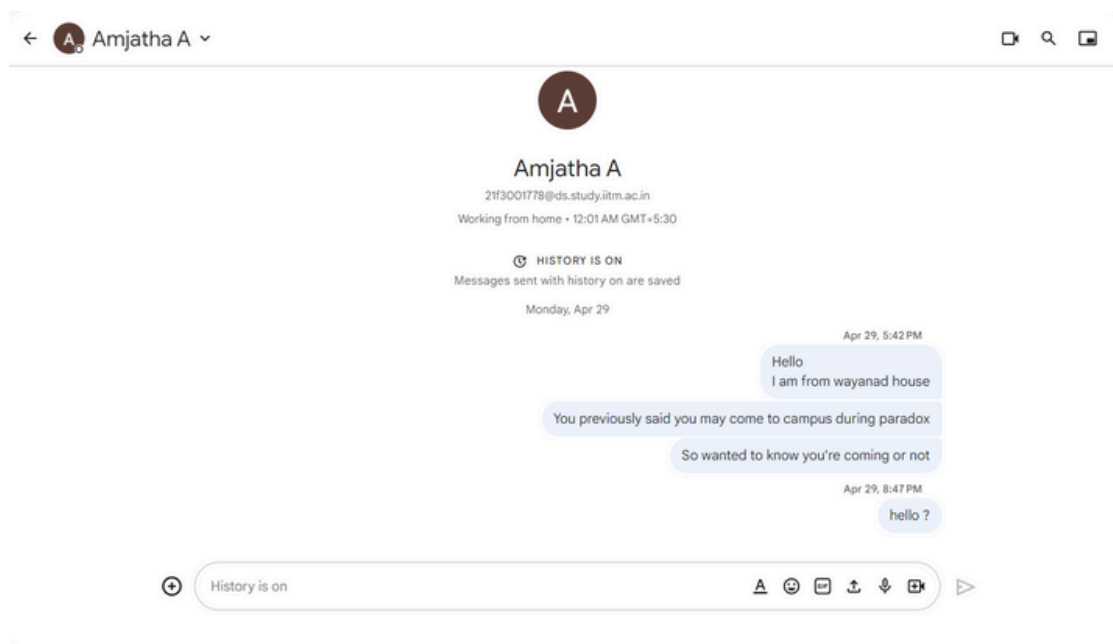 A Amjatha A
A
Amjatha A
21f3001778@ds.study.iitm.ac.in
Working from home • 12:01 AM GMT+5:30
HISTORY IS ON
Messages sent with history on are saved
Monday, Apr 29
Apr 29, 5:42 PM
Hello
I am from wayanad house
You previously said you may come to campus during paradox
So wanted to know you're coming or not
Apr 29, 8:47 PM
hello ?
History is on
A GIF